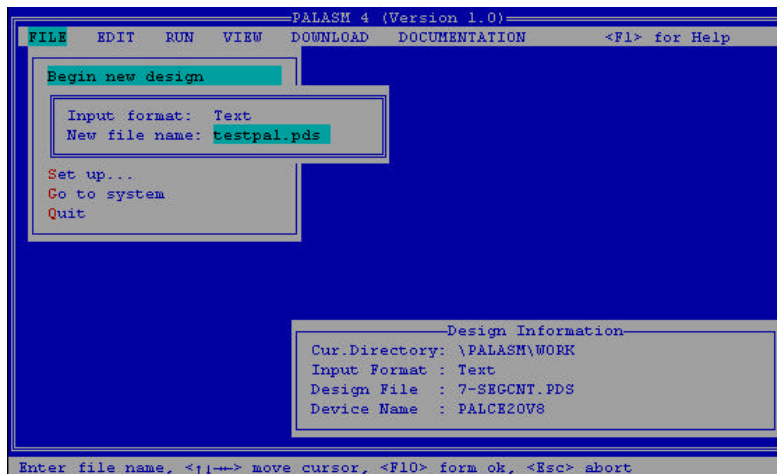 PALASM 4 (Version 1.0)
FILE EDIT RUN VIEW DOWNLOAD DOCUMENTATION <F1> for Help
Begin new design
Input format: Text
New file name: testpal.pds
Set up...
Go to system
Quit
Design Information
Cur.Directory: \PALASM\WORK
Input Format : Text
Design File : 7-SEGCNT.PDS
Device Name : PALCE20V8
Enter file name, <↑↓←→> move cursor, <F10> form ok, <Esc> abort